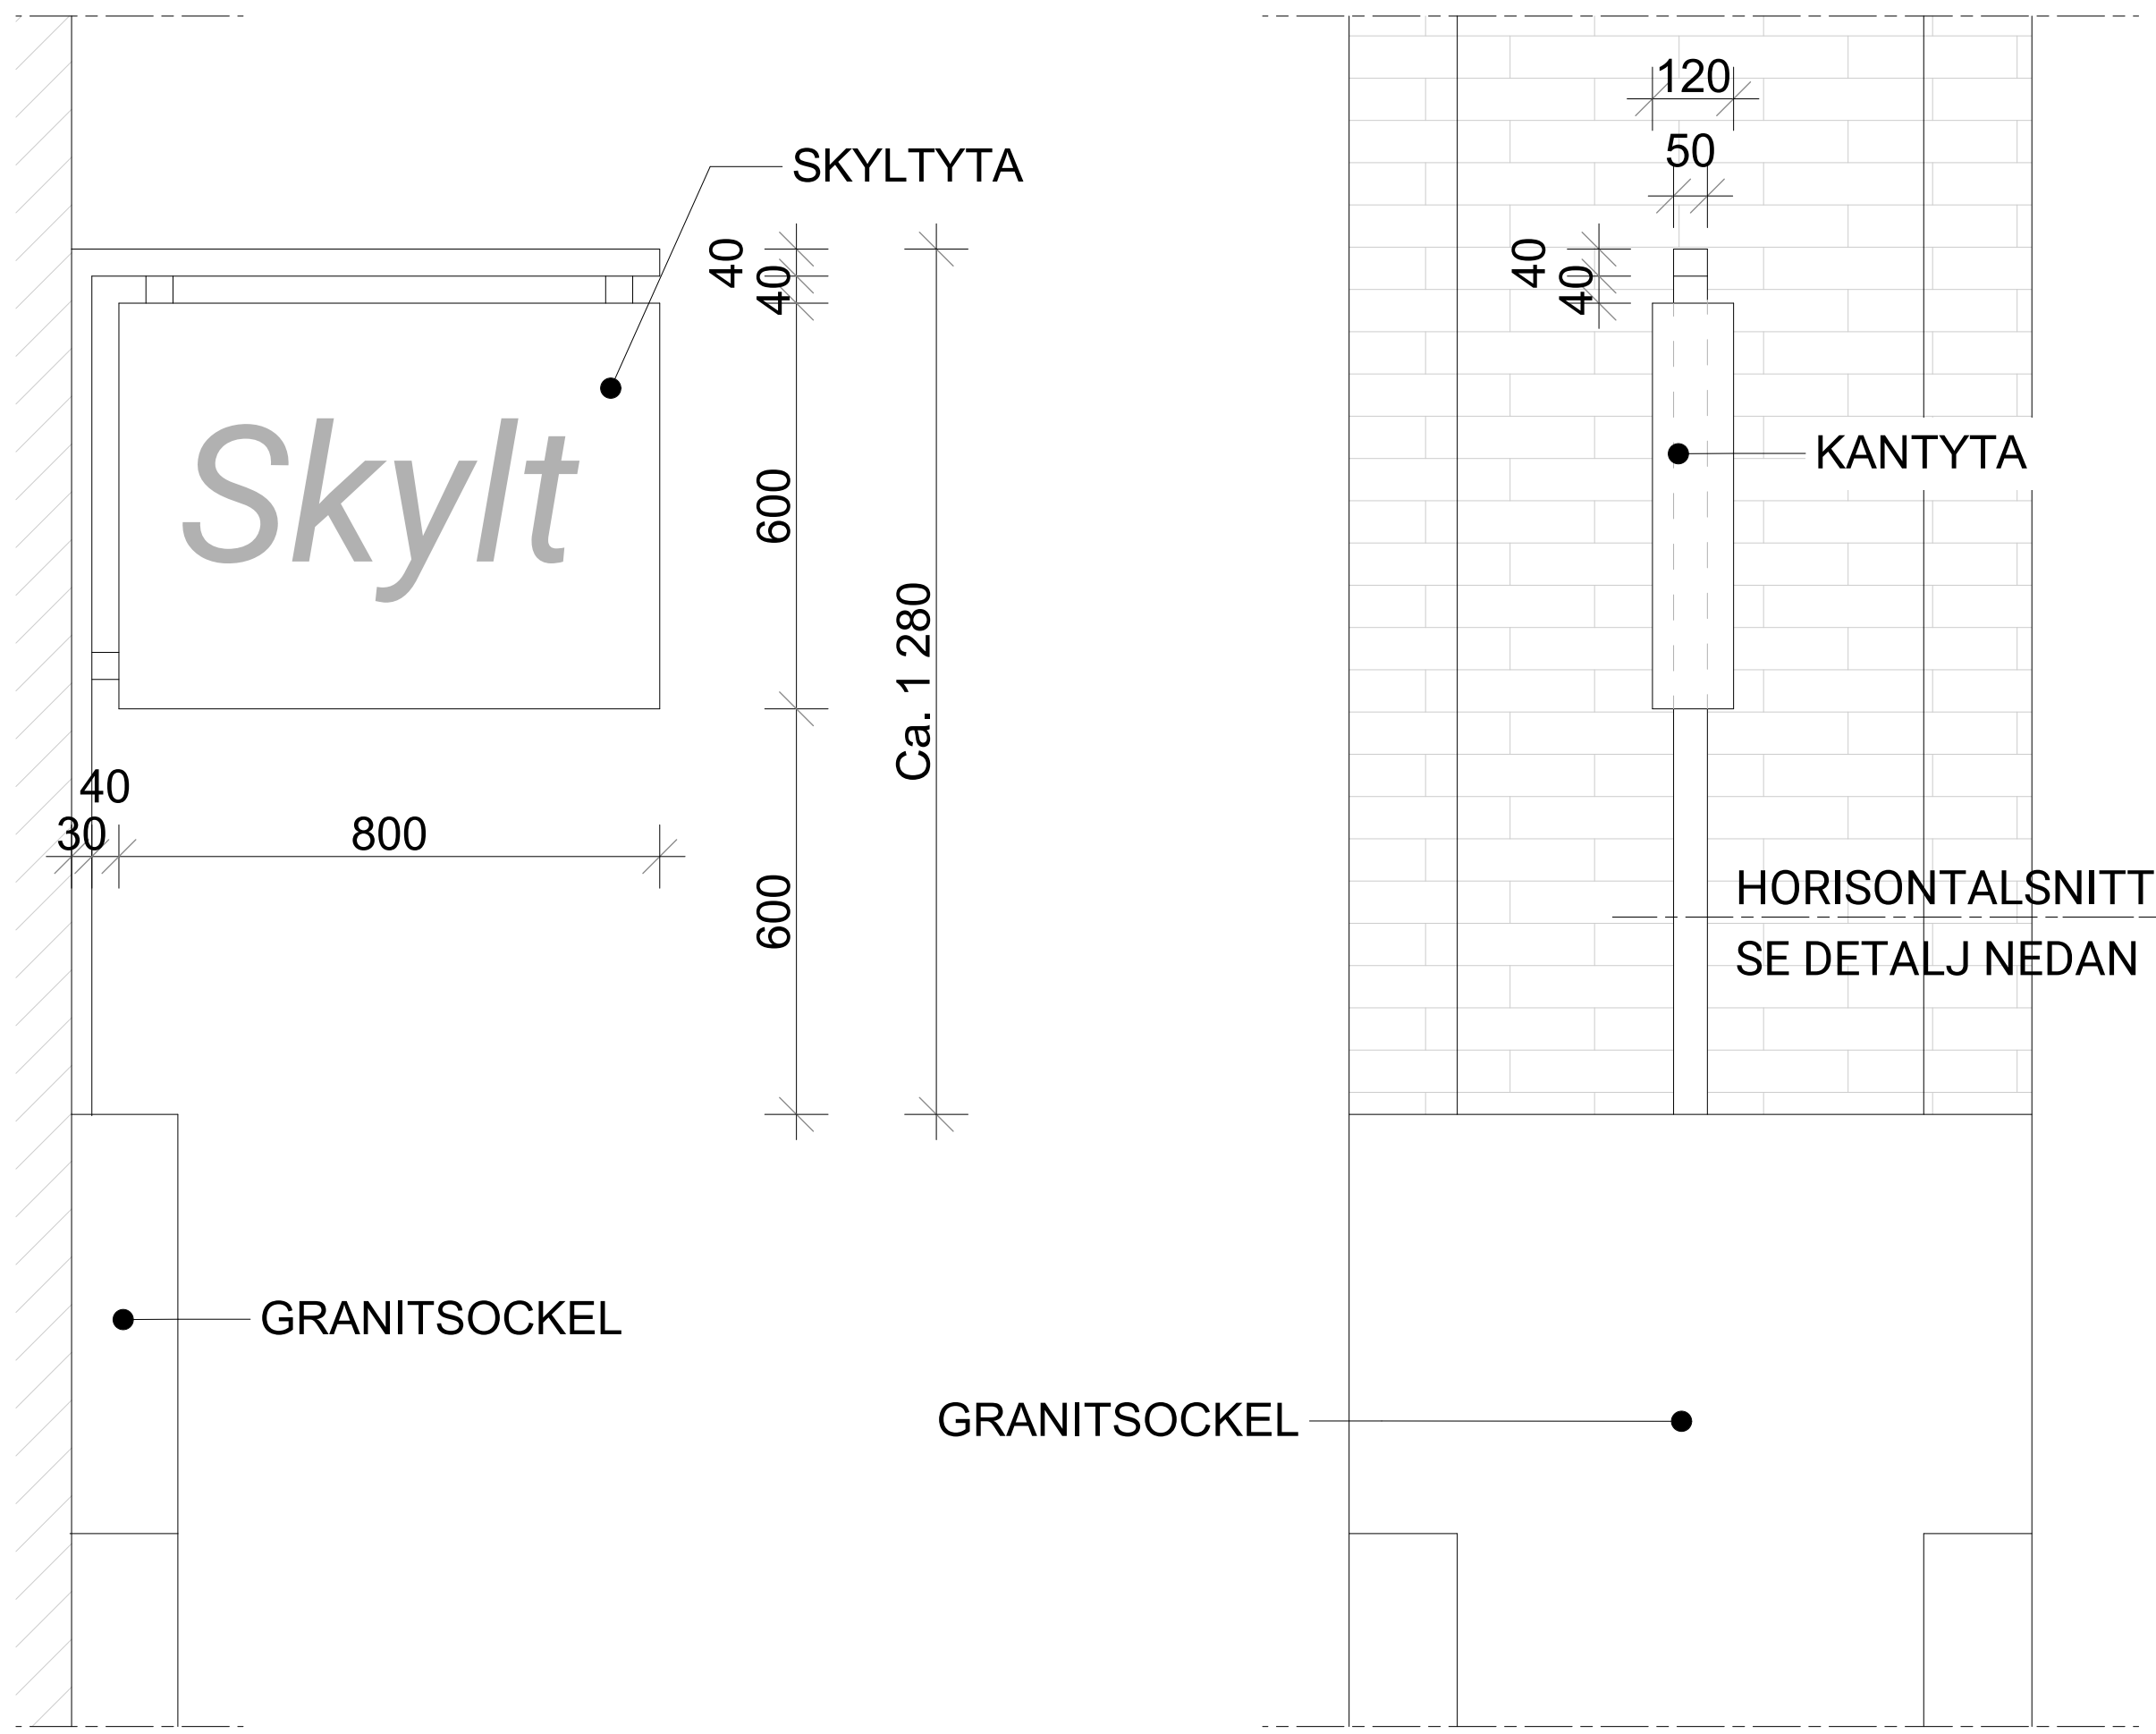 120
SKYLTYTA
50
40
40
40
40
Skylt
KANTYTA
600
Ca. 1 280
40
30
800
600
HORISONTALSNITT
SE DETALJ NEDAN
GRANITSOCKEL
GRANITSOCKEL